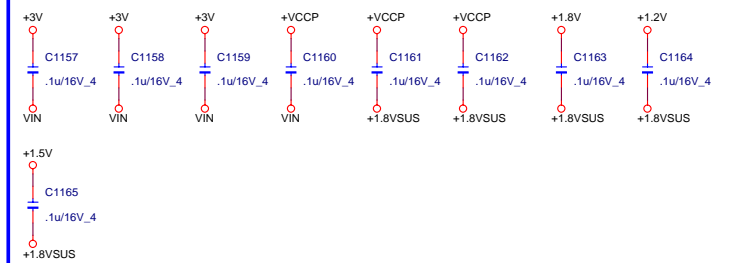 +3V +3V +3V +VCCP +VCCP +VCCP +1.8V +1.2V
C1157 C1158 C1159 C1160 C1161 C1162 C1163 C1164
.1u/16V_4 .1u/16V_4 .1u/16V_4 .1u/16V_4 .1u/16V_4 .1u/16V_4 .1u/16V_4 .1u/16V_4
VIN VIN VIN VIN +1.8VSUS +1.8VSUS +1.8VSUS +1.8VSUS
+1.5V
C1165
.1u/16V_4
+1.8VSUS